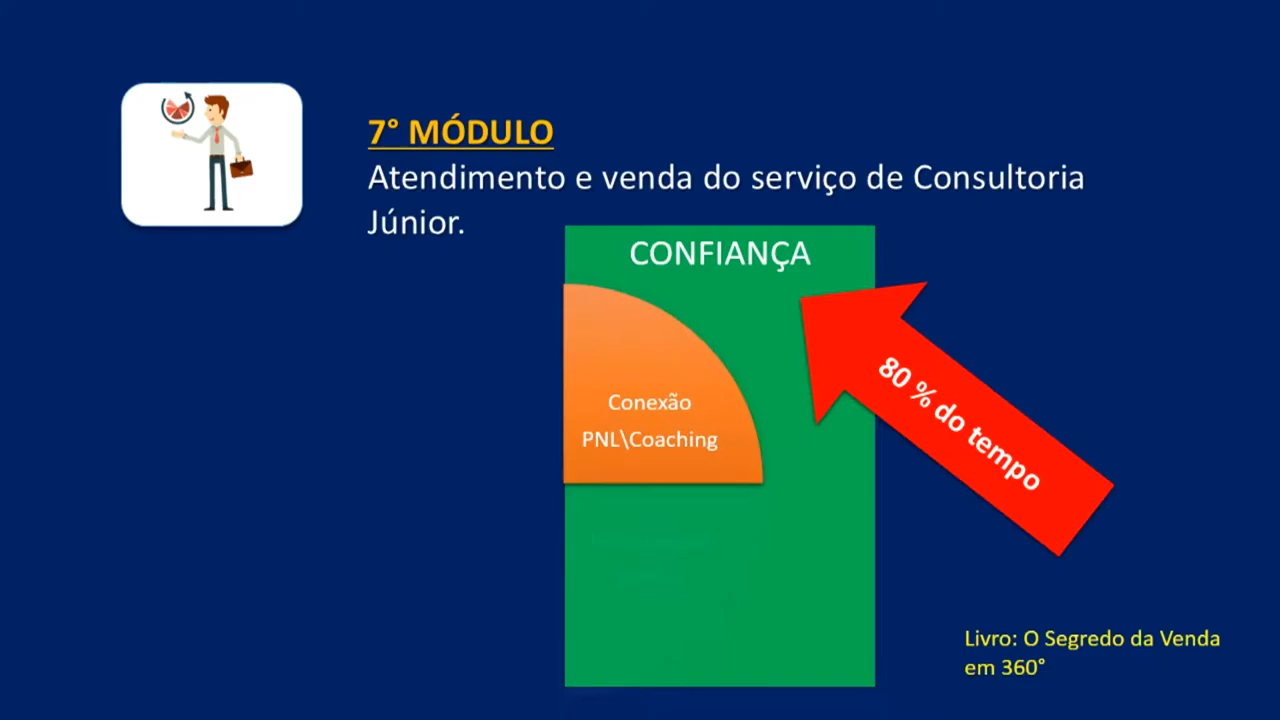 7° MÓDULO
Atendimento e venda do serviço de Consultoria
Júnior.
CONFIANÇA
Conexão
PNL\Coaching
80 % do tempo
Livro: O Segredo da Venda
em 360°